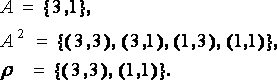 A = {3,1},
A² = {(3,3), (3,1), (1,3), (1,1)},
ρ = {(3,3), (1,1)}.